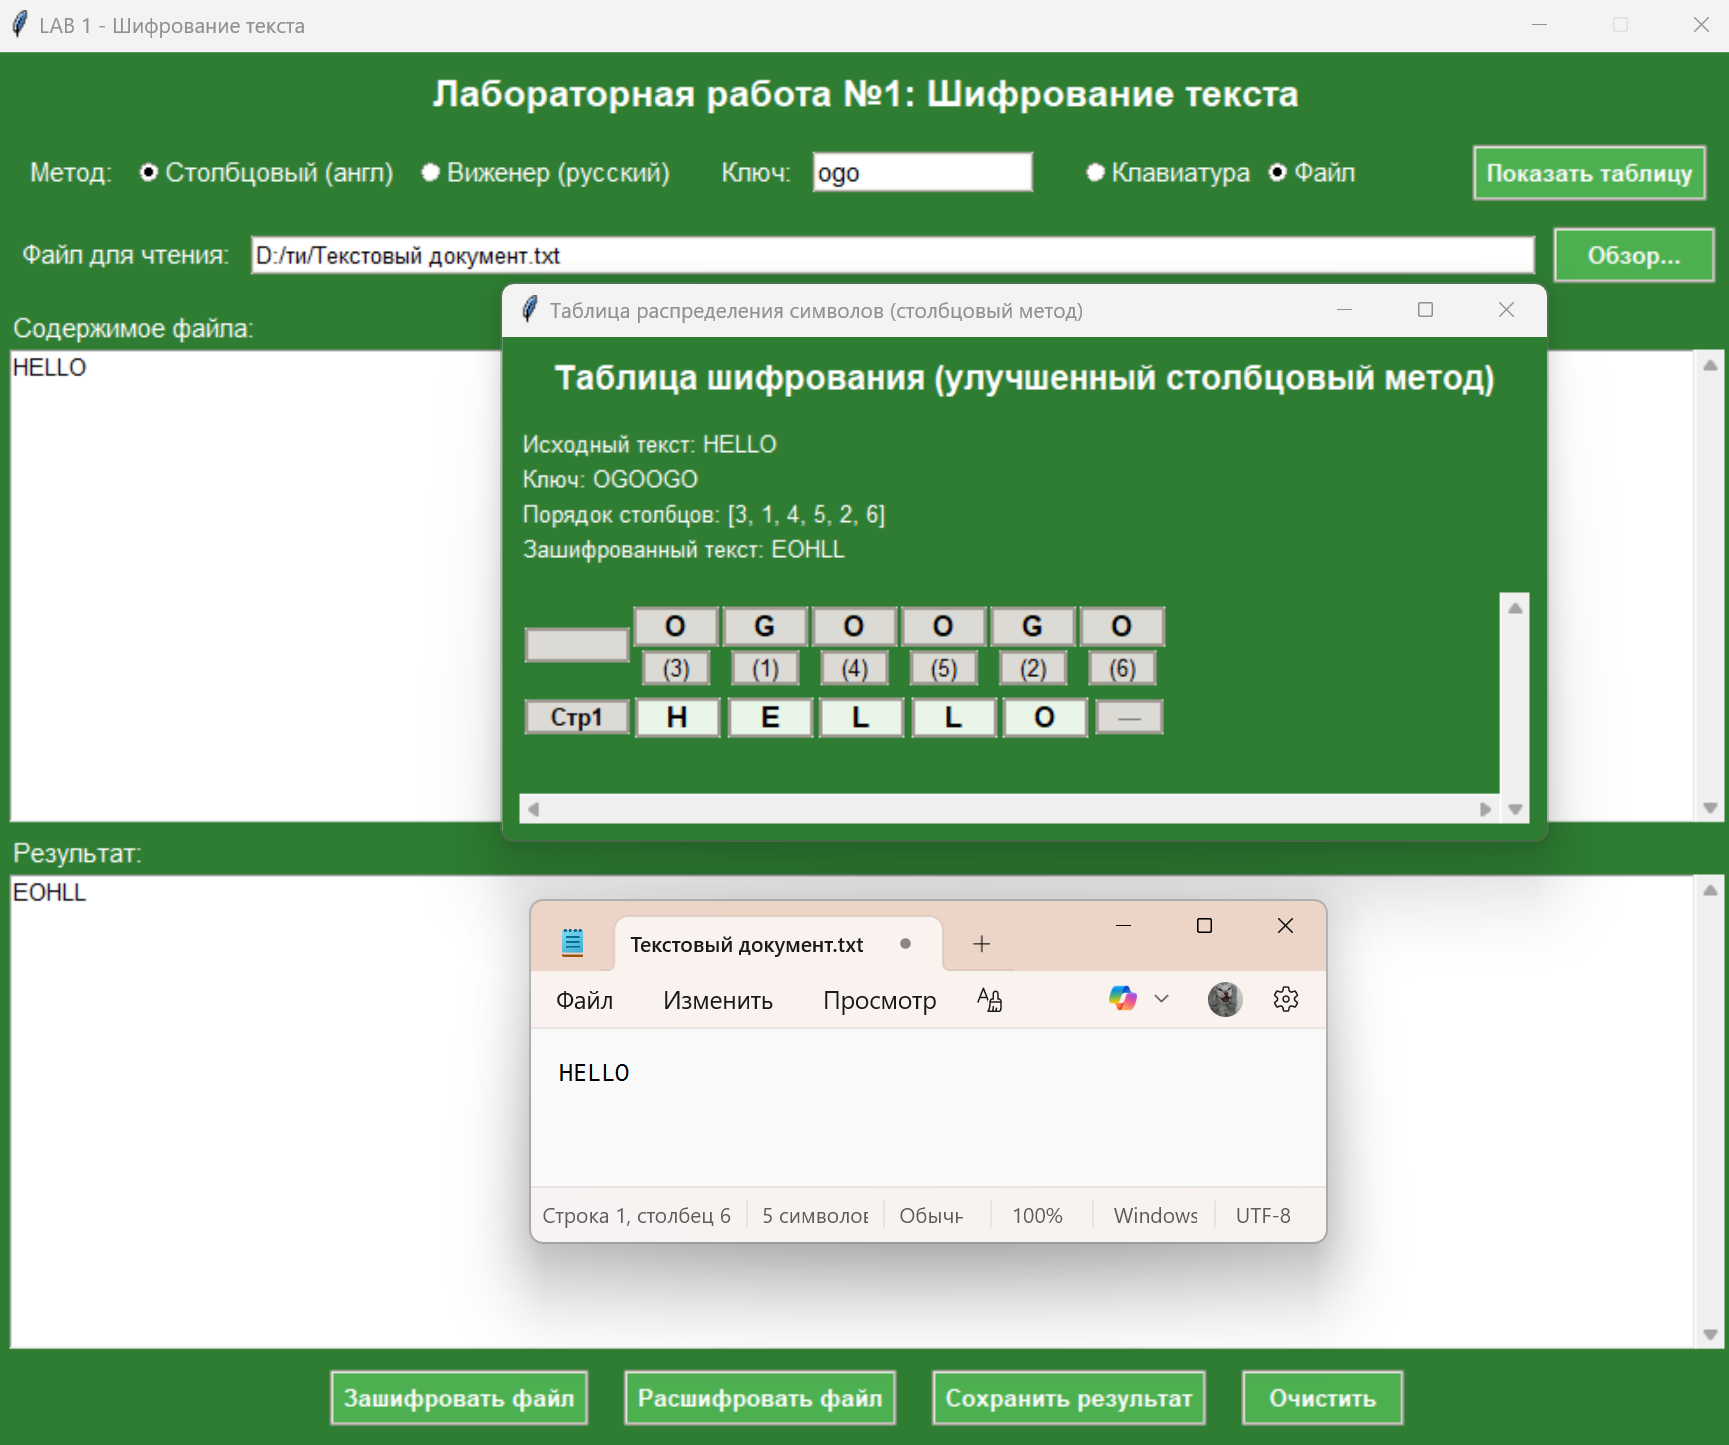 LAB 1 - Шифрование текста
Лабораторная работа №1: Шифрование текста
Метод: Столбцовый (англ) Виженер (русский) Ключ: ogo Клавиатура Файл Показать таблицу
Файл для чтения: D:/ти/Текстовый документ.txt Обзор...
Содержимое файла:
HELLO
Таблица распределения символов (столбцовый метод)
Таблица шифрования (улучшенный столбцовый метод)
Исходный текст: HELLO
Ключ: OGOOGO
Порядок столбцов: [3, 1, 4, 5, 2, 6]
Зашифрованный текст: EOHLL
O G O O G O
(3) (1) (4) (5) (2) (6)
Стр1 H E L L O —
Результат:
EOHLL
Текстовый документ.txt
Файл Изменить Просмотр
HELLO
Строка 1, столбец 6 5 символов Обычн 100% Windows UTF-8
Зашифровать файл Расшифровать файл Сохранить результат Очистить